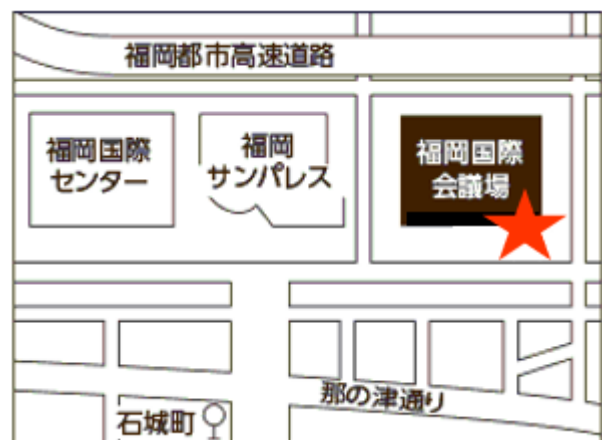 福岡都市高速道路
福岡国際
センター
福岡
サンパレス
福岡国際
会議場
那の津通り
石城町